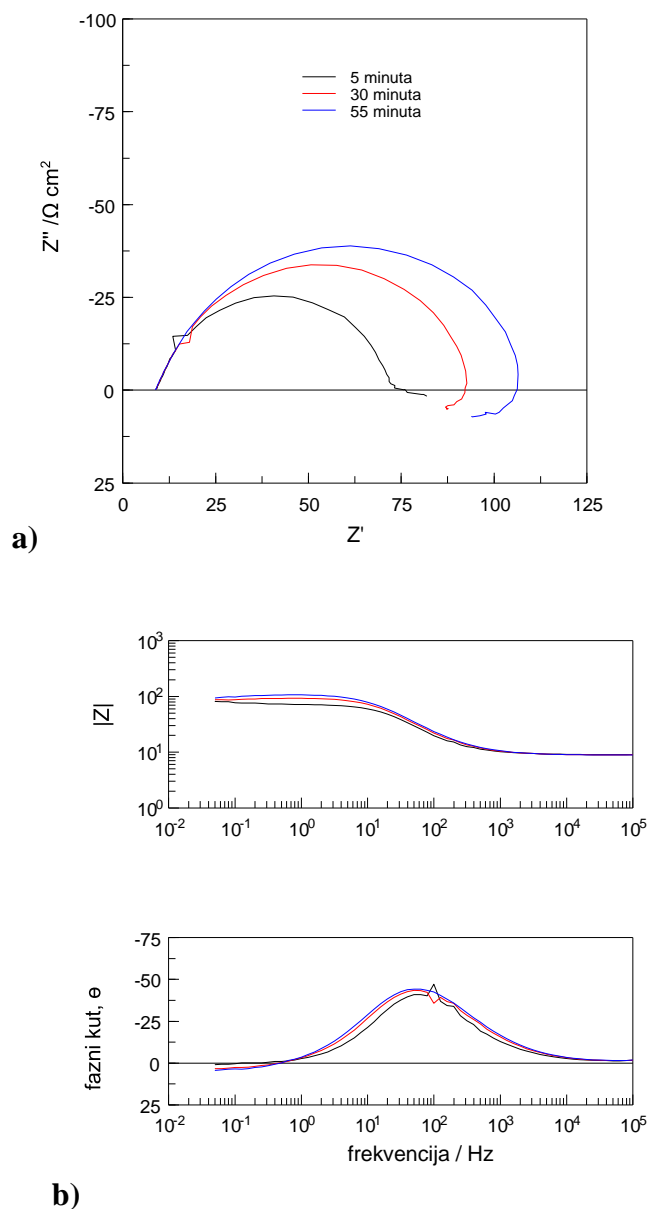 -100
-75
-50
-25
0
25
Z'' /Ω cm²
5 minuta
30 minuta
55 minuta
0 25 50 75 100 125
Z'
a)
|Z|
10³
10²
10¹
10⁰
10⁻² 10⁻¹ 10⁰ 10¹ 10² 10³ 10⁴ 10⁵
fazni kut, ɵ
-75
-50
-25
0
25
10⁻² 10⁻¹ 10⁰ 10¹ 10² 10³ 10⁴ 10⁵
frekvencija / Hz
b)